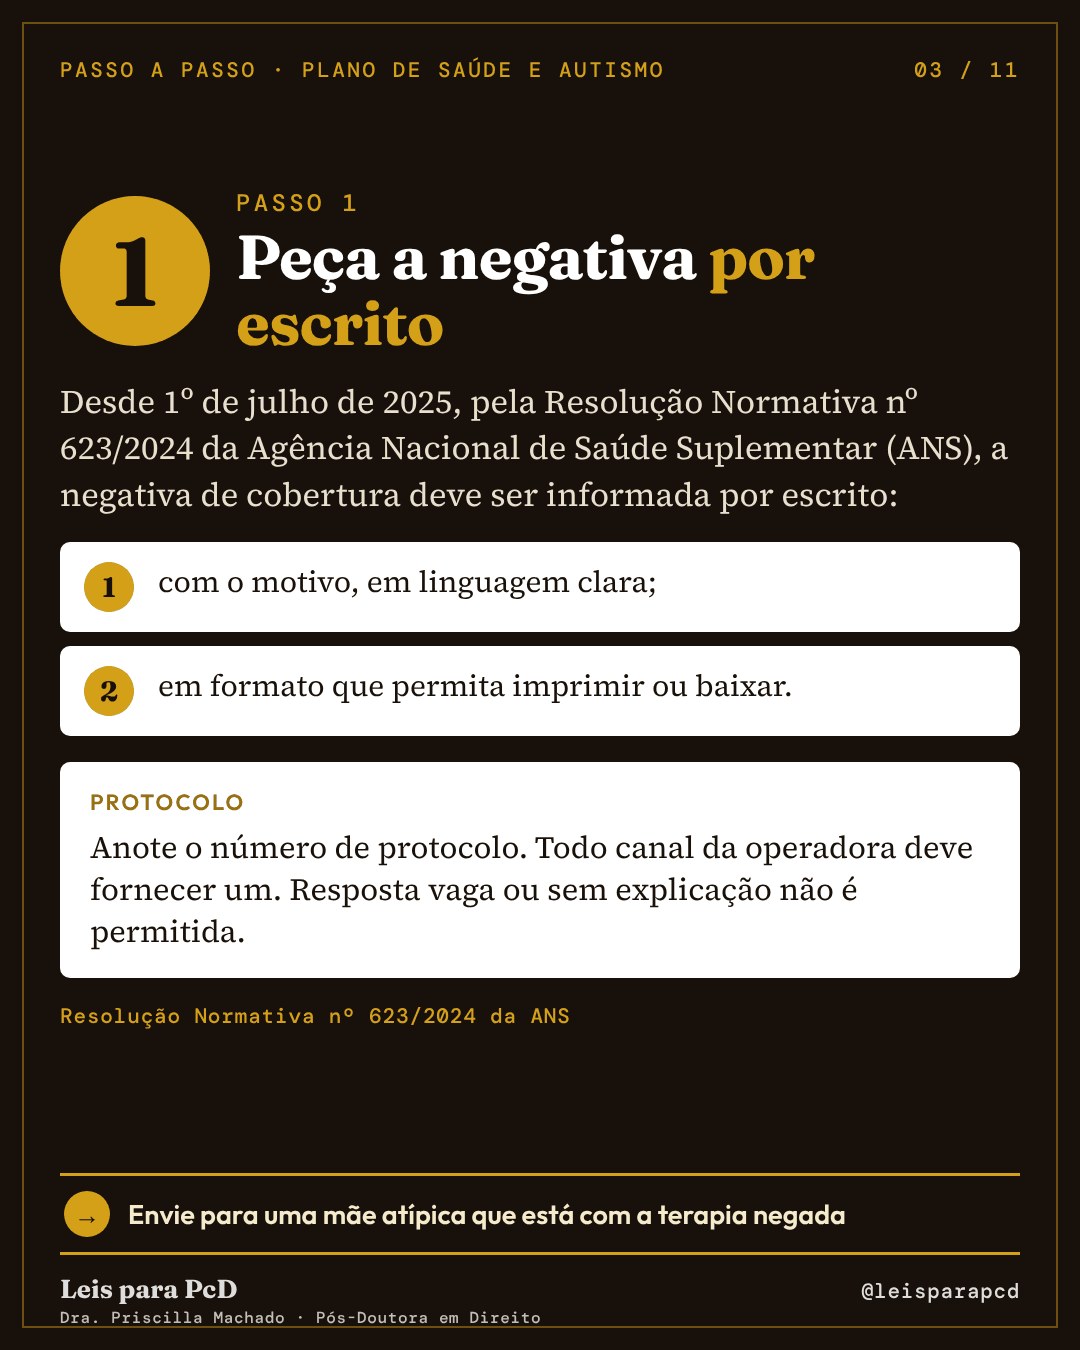 PASSO A PASSO · PLANO DE SAÚDE E AUTISMO
03 / 11
1
PASSO 1
Peça a negativa por
escrito
Desde 1º de julho de 2025, pela Resolução Normativa nº
623/2024 da Agência Nacional de Saúde Suplementar (ANS), a
negativa de cobertura deve ser informada por escrito:
1 com o motivo, em linguagem clara;
2 em formato que permita imprimir ou baixar.
PROTOCOLO
Anote o número de protocolo. Todo canal da operadora deve
fornecer um. Resposta vaga ou sem explicação não é
permitida.
Resolução Normativa nº 623/2024 da ANS
→ Envie para uma mãe atípica que está com a terapia negada
Leis para PcD
@leisparapcd
Dra. Priscilla Machado · Pós-Doutora em Direito